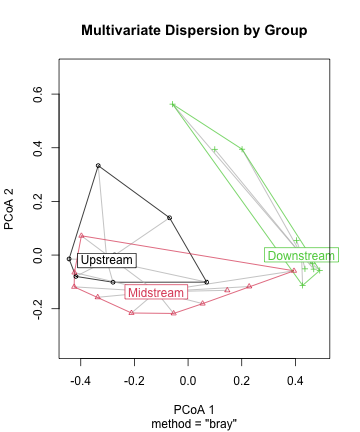 Multivariate Dispersion by Group
PCoA 2
0.6
0.4
0.2
0.0
-0.2
Upstream
Downstream
Midstream
-0.4 -0.2 0.0 0.2 0.4
PCoA 1
method = "bray"